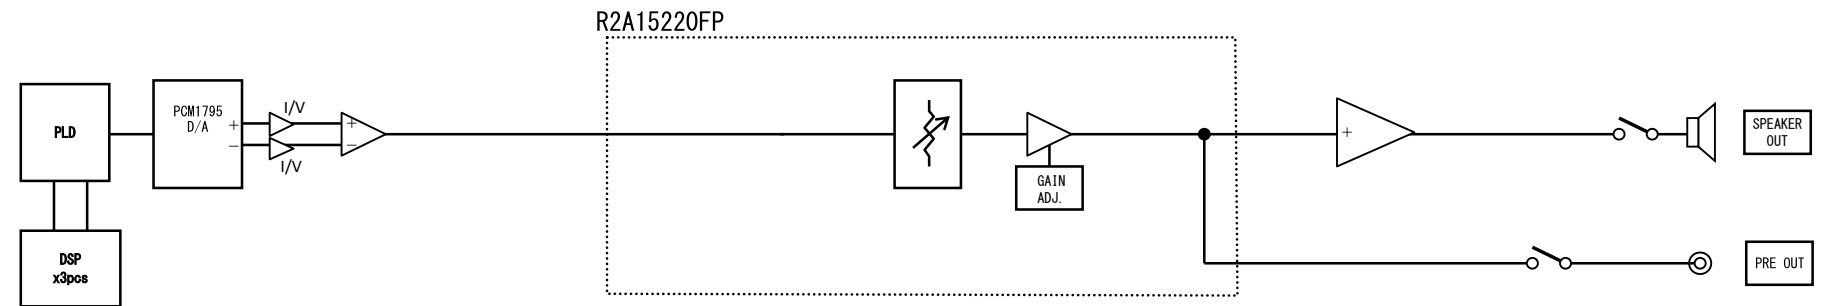 R2A15220FP
PLD
PCM1795
D/A
+
−
I/V
I/V
+
−
GAIN
ADJ.
+
SPEAKER
OUT
DSP
x3pcs
PRE OUT